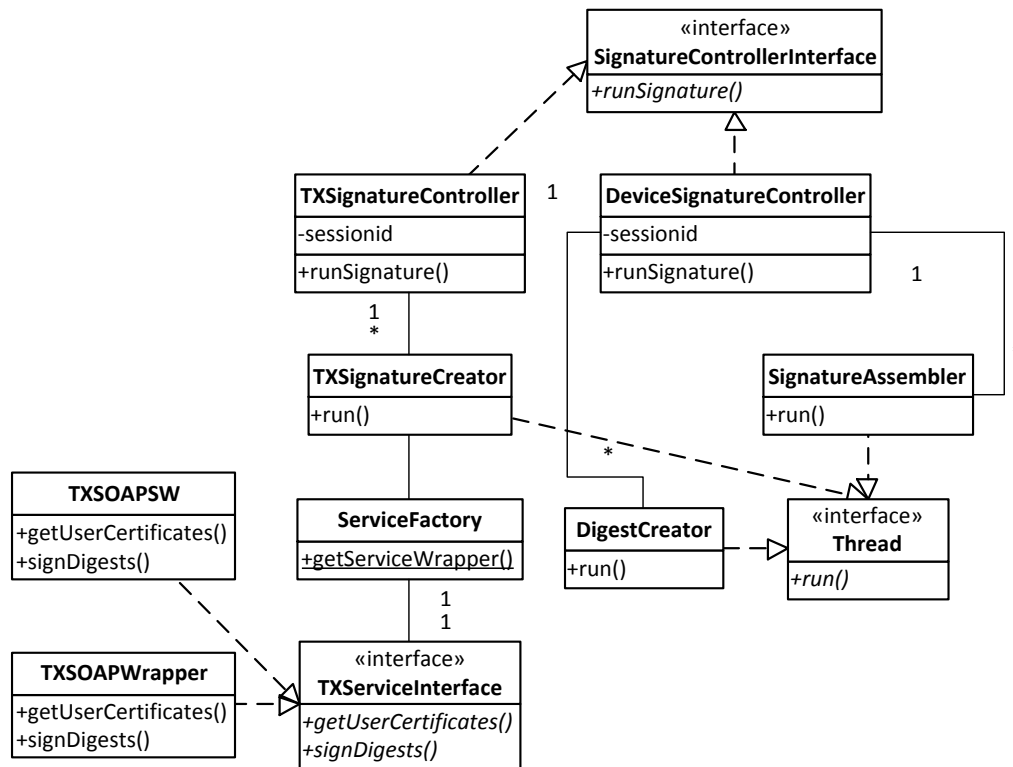 «interface»
SignatureControllerInterface
+runSignature()
TXSignatureController
-sessionid
+runSignature()
1
DeviceSignatureController
-sessionid
+runSignature()
1
1
*
TXSignatureCreator
+run()
SignatureAssembler
+run()
*
TXSOAPSW
+getUserCertificates()
+signDigests()
ServiceFactory
+getServiceWrapper()
DigestCreator
+run()
«interface»
Thread
+run()
1
1
TXSOAPWrapper
+getUserCertificates()
+signDigests()
«interface»
TXServiceInterface
+getUserCertificates()
+signDigests()